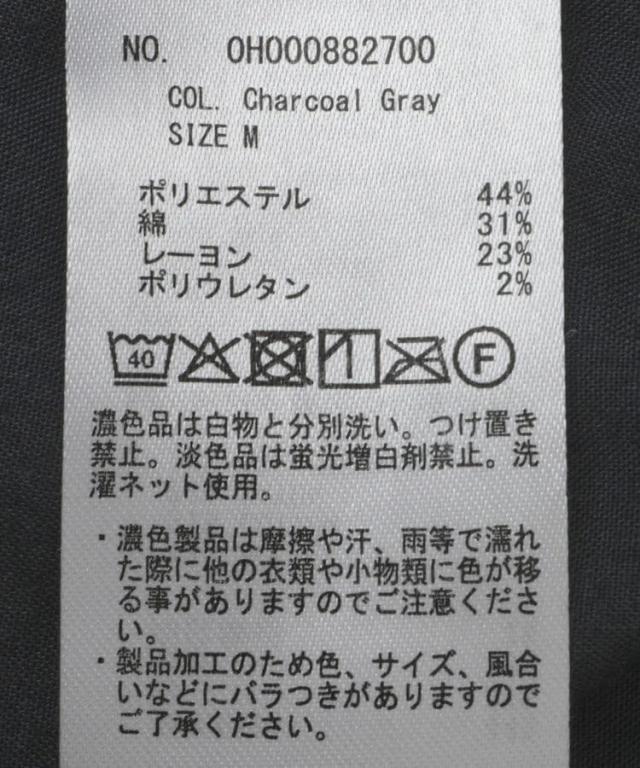 NO. 0H000882700
COL. Charcoal Gray
SIZE M
ポリエステル 44%
綿 31%
レーヨン 23%
ポリウレタン 2%
40 F
濃色品は白物と分別洗い。つけ置き
禁止。淡色品は蛍光増白剤禁止。洗
濯ネット使用。
・濃色製品は摩擦や汗、雨等で濡れ
た際に他の衣類や小物類に色が移
る事がありますのでご注意くださ
い。
・製品加工のため色、サイズ、風合
いなどにバラつきがありますので
ご了承ください。